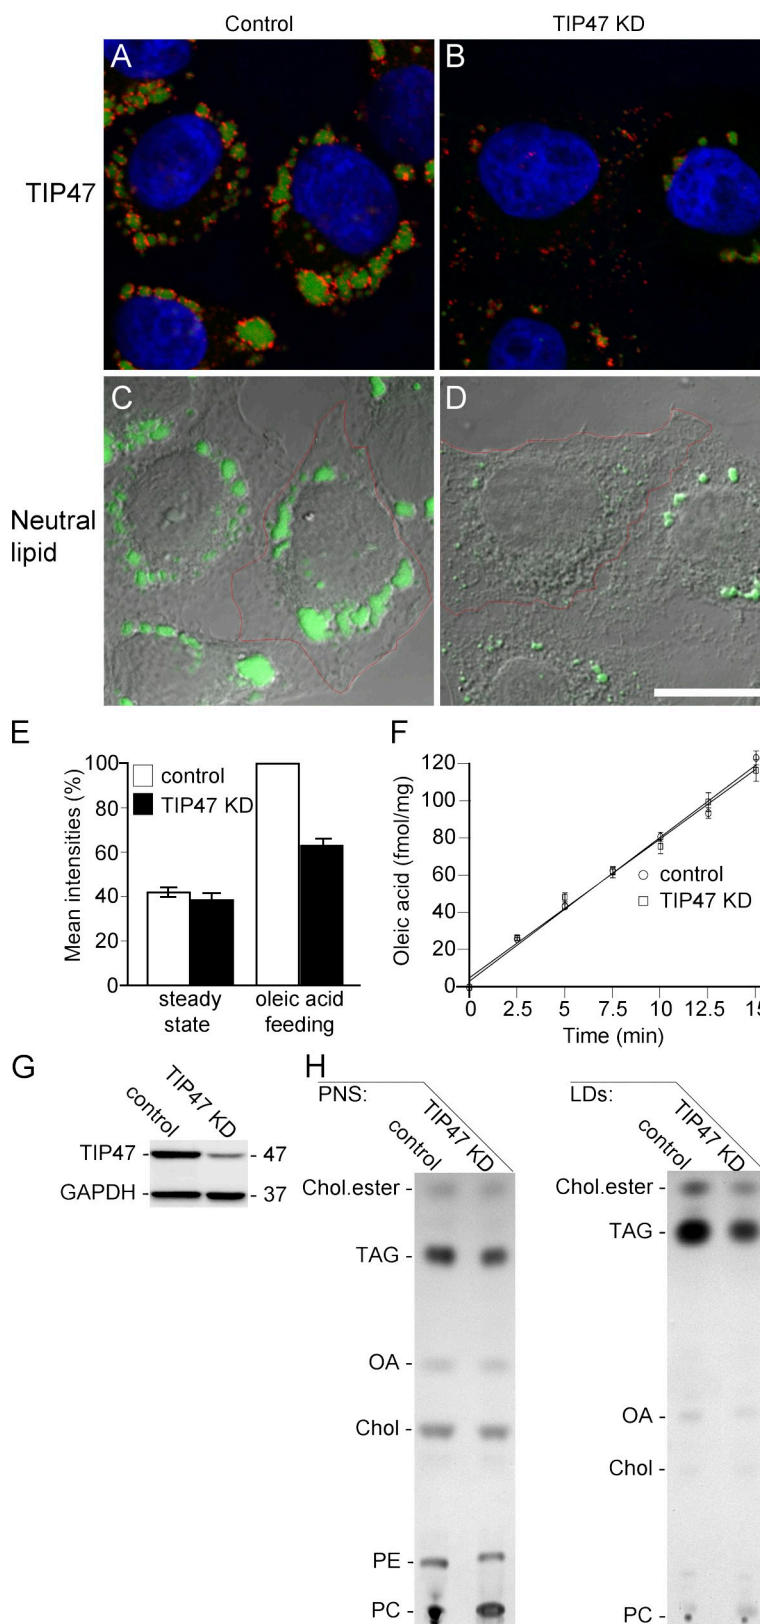 Control
TIP47 KD
A
B
TIP47
C
D
Neutral
lipid
E
Mean intensities (%)
100
80
60
40
20
0
control
TIP47 KD
steady
state
oleic acid
feeding
F
Oleic acid (fmol/mg)
120
100
80
60
40
20
0
control
TIP47 KD
0 2.5 5 7.5 10 12.5 15
Time (min)
G
control
TIP47 KD
TIP47 - - 47
GAPDH - - 37
H
PNS:
control
TIP47 KD
Chol.ester -
TAG -
OA -
Chol -
PE -
PC -
LDs:
control
TIP47 KD
Chol.ester -
TAG -
OA -
Chol -
PC -